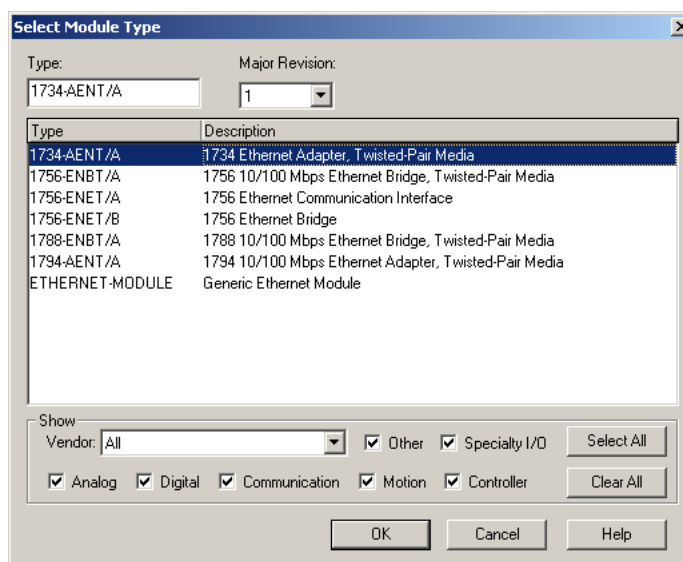 Select Module Type
Type: Major Revision:
1734-AENT/A 1
Type Description
1734-AENT/A 1734 Ethernet Adapter, Twisted-Pair Media
1756-ENBT/A 1756 10/100 Mbps Ethernet Bridge, Twisted-Pair Media
1756-ENET/A 1756 Ethernet Communication Interface
1756-ENET/B 1756 Ethernet Bridge
1788-ENBT/A 1788 10/100 Mbps Ethernet Bridge, Twisted-Pair Media
1794-AENT/A 1794 10/100 Mbps Ethernet Adapter, Twisted-Pair Media
ETHERNET-MODULE Generic Ethernet Module
Show
Vendor: All Other Specialty I/O Select All
Analog Digital Communication Motion Controller Clear All
OK Cancel Help